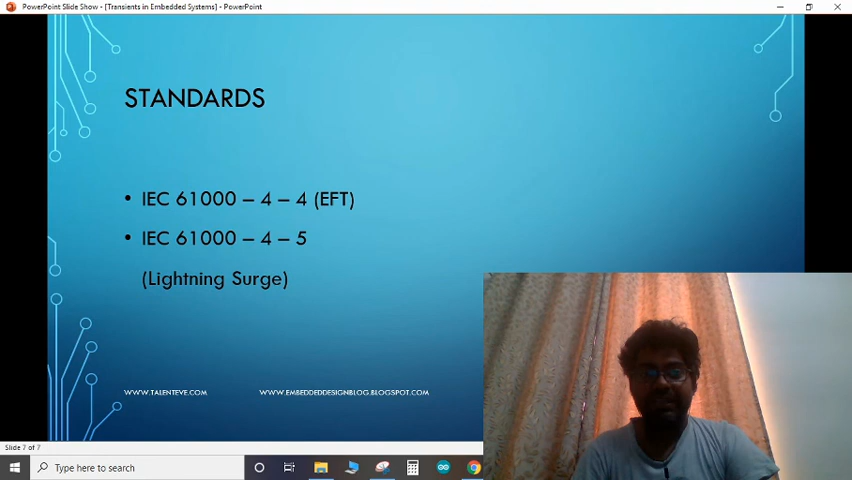 PowerPoint Slide Show - [Transients in Embedded Systems] - PowerPoint
STANDARDS
• IEC 61000 – 4 – 4 (EFT)
• IEC 61000 – 4 – 5
(Lightning Surge)
WWW.TALENTEVE.COM WWW.EMBEDDEDDESIGNBLOG.BLOGSPOT.COM
Slide 7 of 7
Type here to search